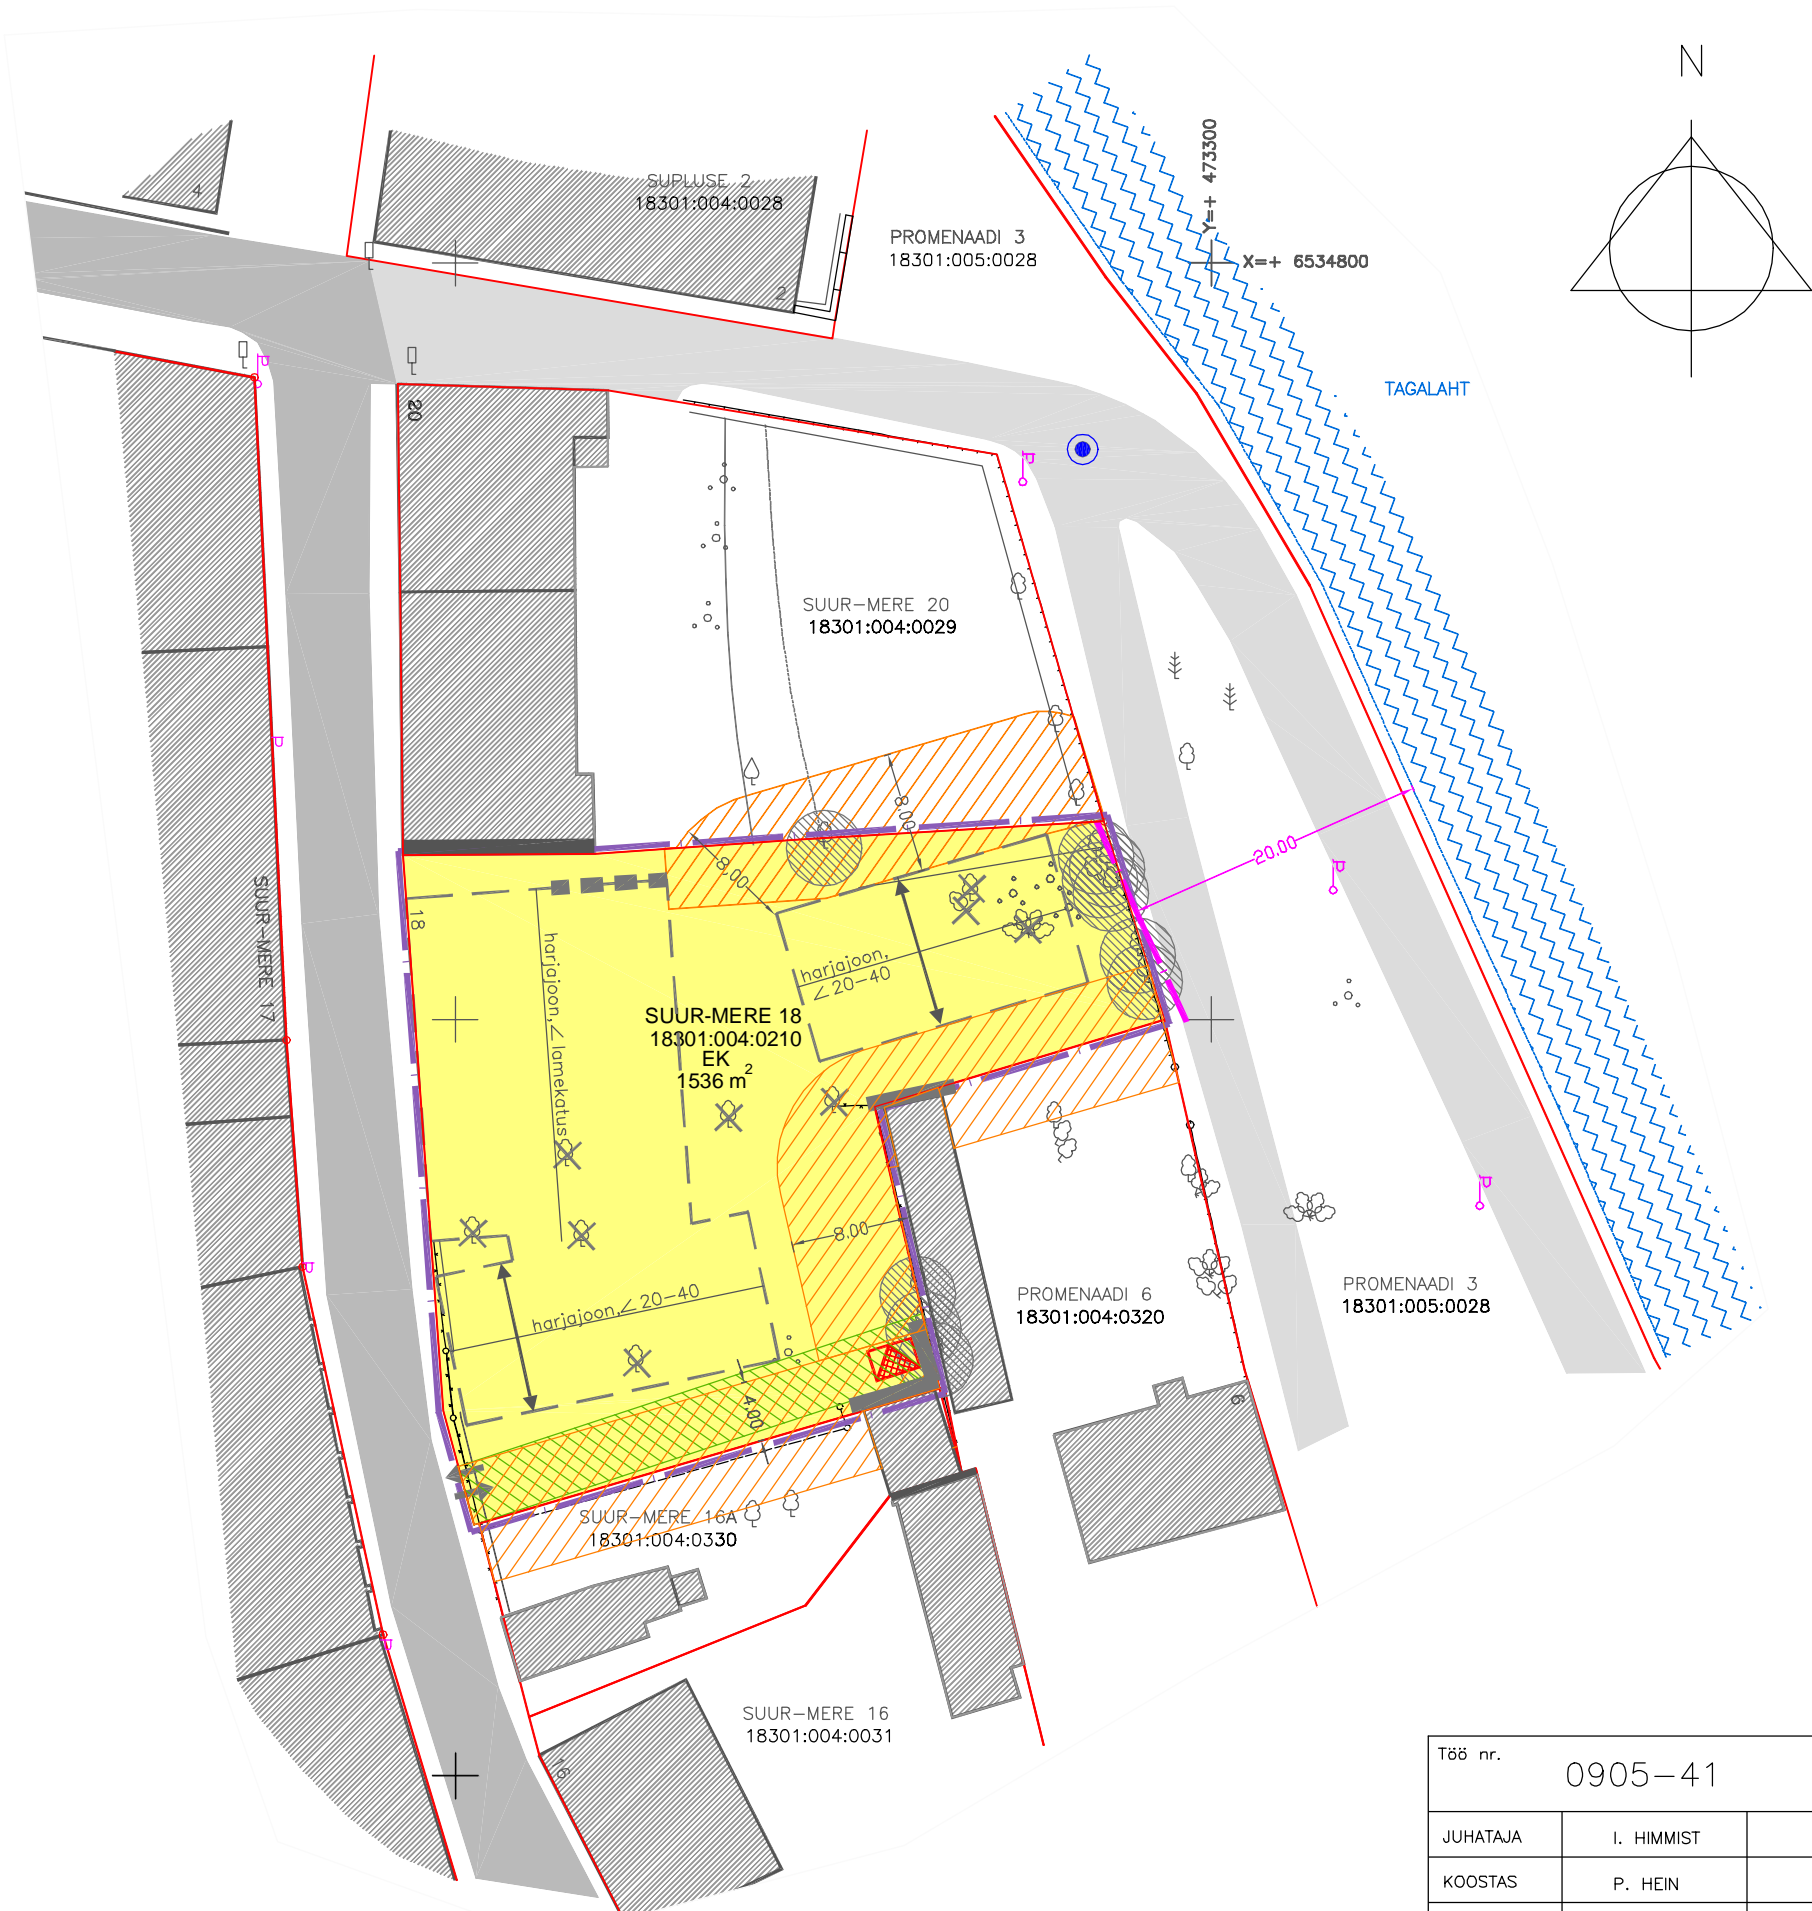 N
4
SUPLUSE 2
18301:004:0028
2
PROMENAADI 3
18301:005:0028
Y=+ 473300
X=+ 6534800
TAGALAHT
20
SUUR-MERE 20
18301:004:0029
8.00
8.00
20.00
18
SUUR-MERE 17
harjajoon,∠ lamekatus
harjajoon,
∠ 20-40
SUUR-MERE 18
18301:004:0210
EK
1536 m²
8.00
harjajoon,∠ 20-40
4.00
PROMENAADI 6
18301:004:0320
PROMENAADI 3
18301:005:0028
6
SUUR-MERE 16A
18301:004:0330
SUUR-MERE 16
18301:004:0031
16
Töö nr.
0905-41
JUHATAJA I. HIMMIST
KOOSTAS P. HEIN